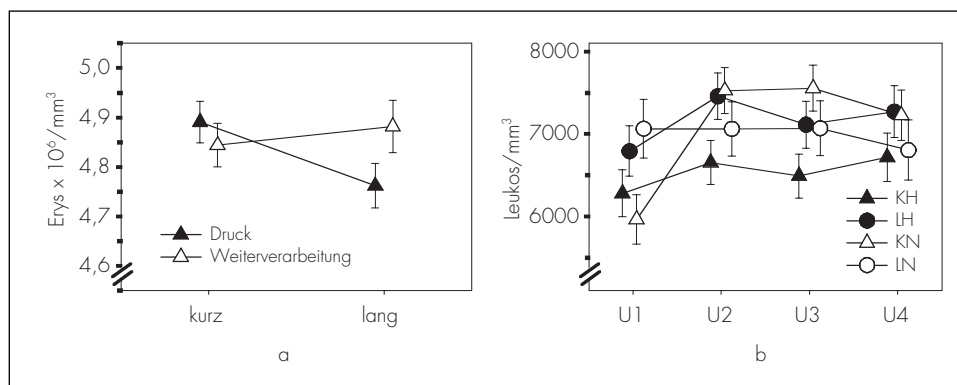 Erys x 10⁶/mm³
5,0
4,9
4,8
4,7
4,6
Druck
Weiterverarbeitung
kurz lang
a
Leukos/mm³
8000
7000
6000
KH
LH
KN
LN
U1 U2 U3 U4
b